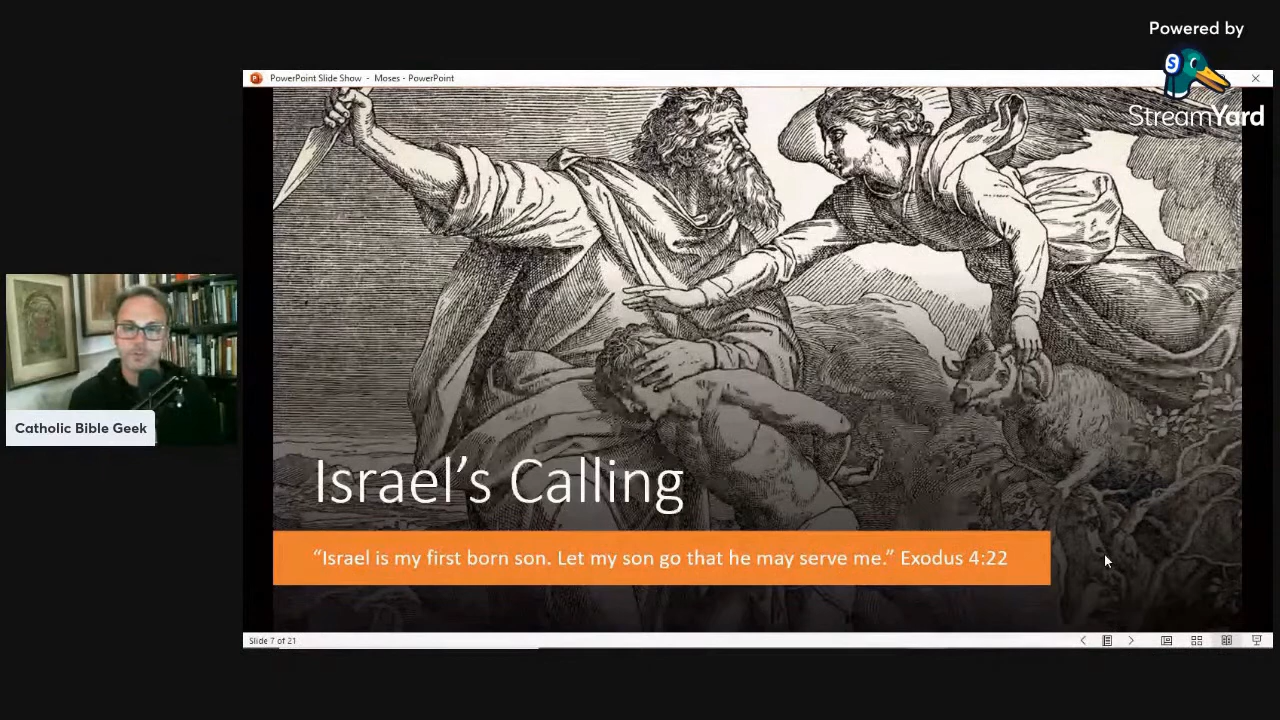 Powered by
StreamYard
PowerPoint Slide Show - Moses - PowerPoint
Israel’s Calling
“Israel is my first born son. Let my son go that he may serve me.” Exodus 4:22
Catholic Bible Geek
Slide 7 of 21